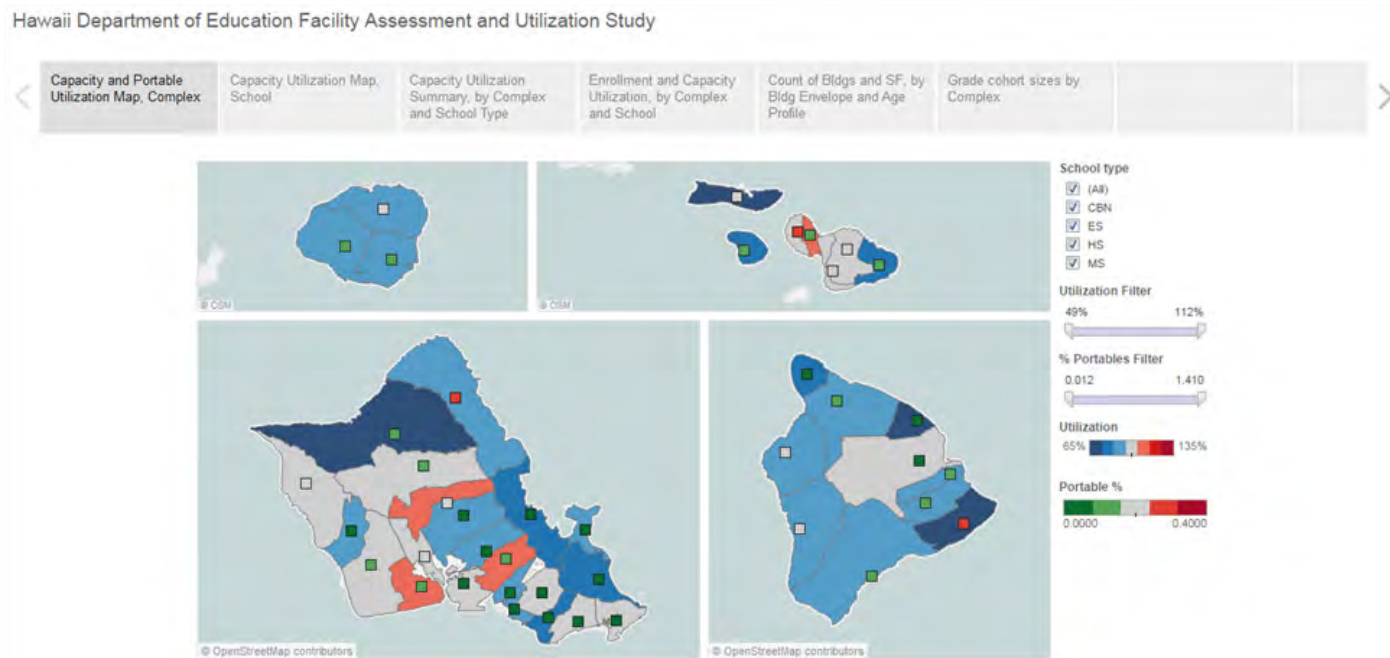 Hawaii Department of Education Facility Assessment and Utilization Study
Capacity and Portable
Utilization Map, Complex
Capacity Utilization Map,
School
Capacity Utilization
Summary, by Complex
and School Type
Enrollment and Capacity
Utilization, by Complex
and School
Count of Bldgs and SF, by
Bldg Envelope and Age
Profile
Grade cohort sizes by
Complex
© OSM
© OSM
School type
(All)
CBN
ES
HS
MS
Utilization Filter
49% 112%
% Portables Filter
0.012 1.410
Utilization
65% 135%
Portable %
0.0000 0.4000
© OpenStreetMap contributors
© OpenStreetMap contributors